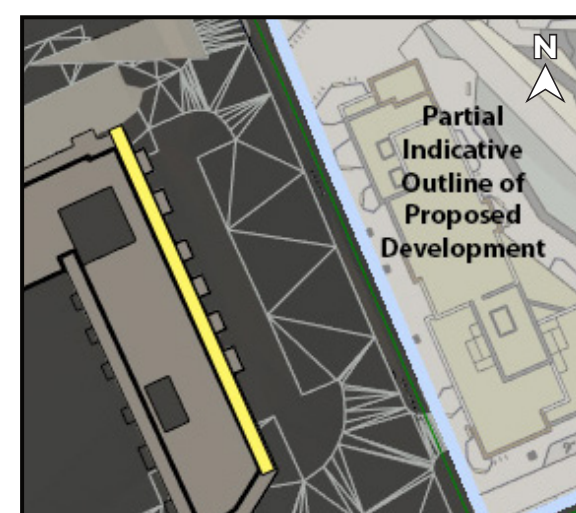 N
Partial
Indicative
Outline of
Proposed
Development